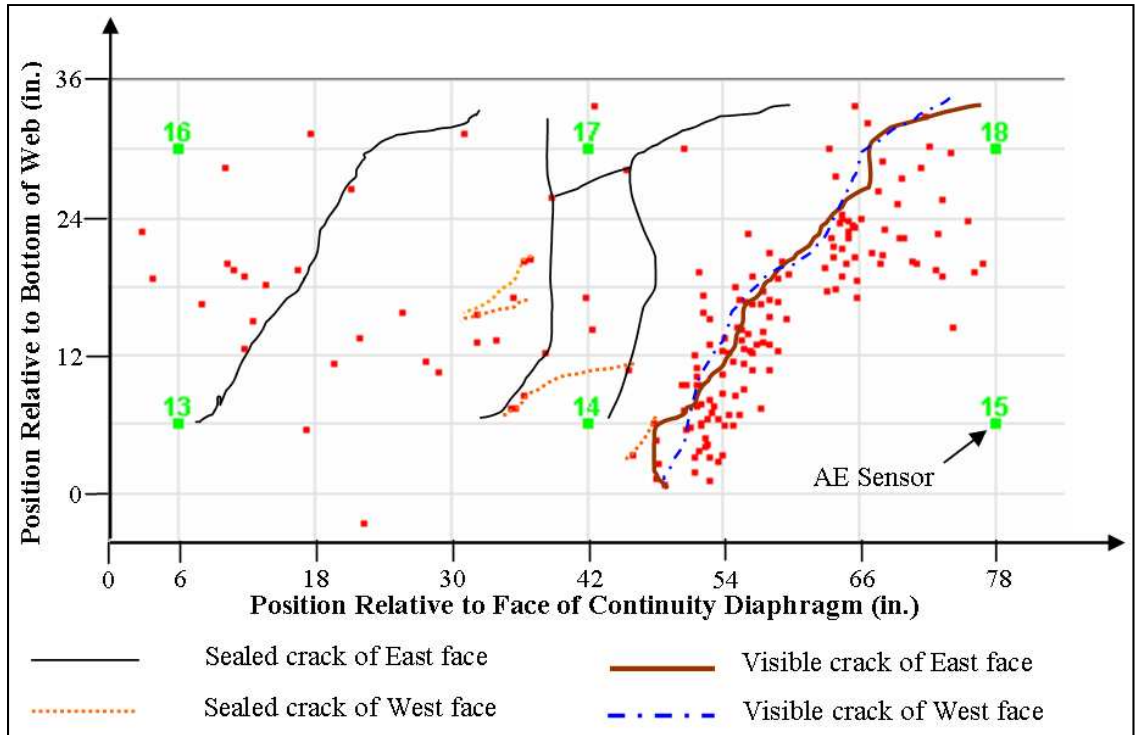 Position Relative to Bottom of Web (in.)
36
24
12
0
16
17
18
13
14
15
AE Sensor
0 6 18 30 42 54 66 78
Position Relative to Face of Continuity Diaphragm (in.)
Sealed crack of East face
Visible crack of East face
Sealed crack of West face
Visible crack of West face